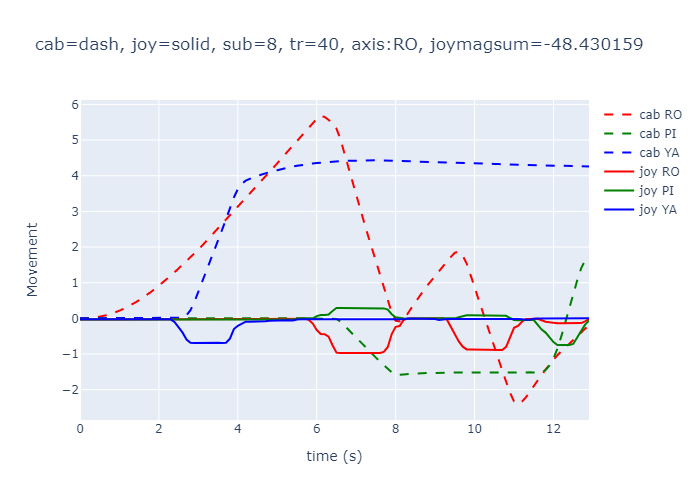 cab=dash, joy=solid, sub=8, tr=40, axis:RO, joymagsum=-48.430159
6
5
4
3
2
1
0
−1
−2
0 2 4 6 8 10 12
Movement
time (s)
cab RO
cab PI
cab YA
joy RO
joy PI
joy YA